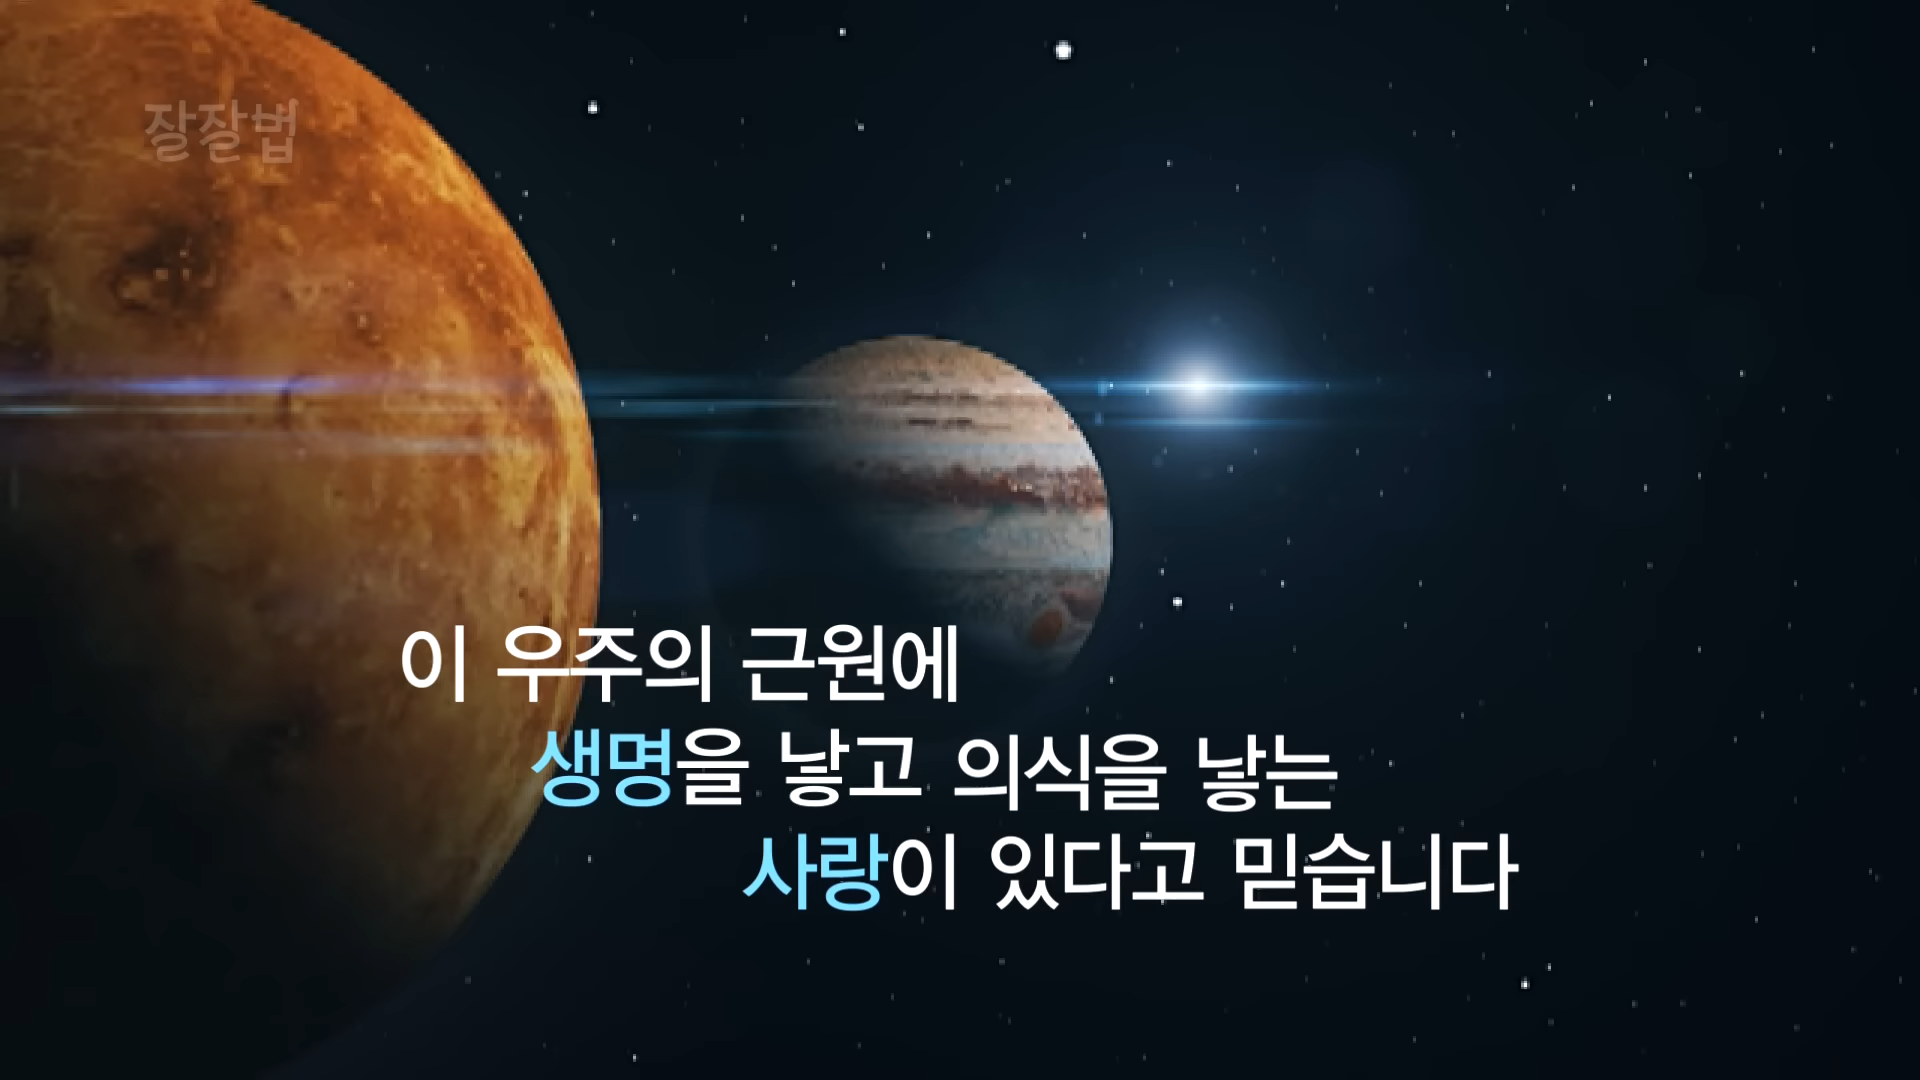 잘잘법
이 우주의 근원에
생명을 낳고 의식을 낳는
사랑이 있다고 믿습니다